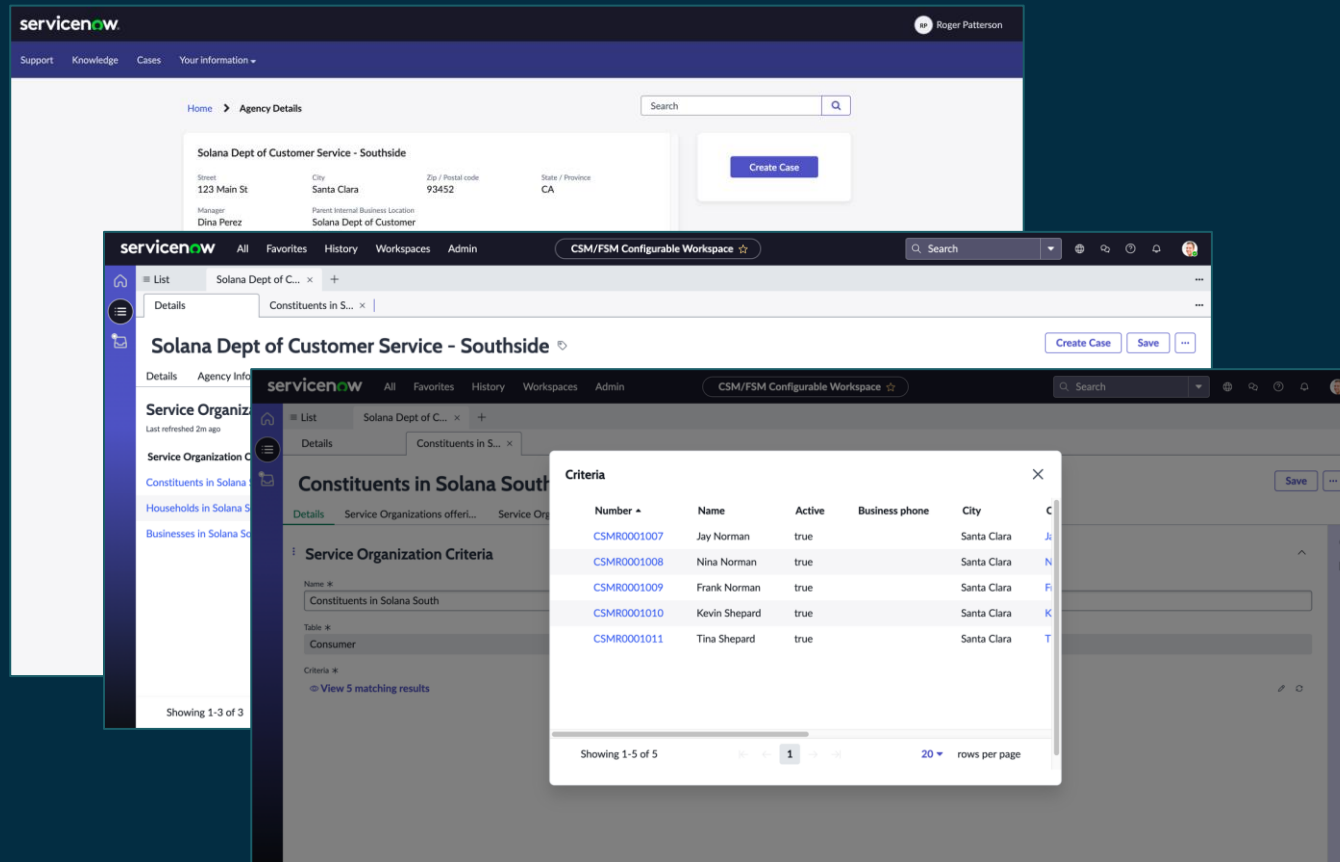 servicenow
RP Roger Patterson
Support Knowledge Cases Your information
Home > Agency Details
Search
Solana Dept of Customer Service - Southside
Create Case
Street City Zip / Postal code State / Province
123 Main St Santa Clara 93452 CA
Manager Parent Internal Business Location
Dina Perez Solana Dept of Customer
servicenow All Favorites History Workspaces Admin
CSM/FSM Configurable Workspace
Search
List Solana Dept of C... × +
Details Constituents in S... ×
Solana Dept of Customer Service - Southside
Create Case Save ...
Details Agency Info
Service Organiz
Last refreshed 2m ago
Service Organization C
Constituents in Solana
Households in Solana S
Businesses in Solana So
Showing 1-3 of 3
servicenow All Favorites History Workspaces Admin
CSM/FSM Configurable Workspace
Search
List Solana Dept of C... × +
Details Constituents in S... ×
Constituents in Solana South
Save ...
Details Service Organizations offeri... Service Org
Service Organization Criteria
Name *
Constituents in Solana South
Table *
Consumer
Criteria *
View 5 matching results
Criteria
Number Name Active Business phone City C
CSMR0001007 Jay Norman true Santa Clara Ja
CSMR0001008 Nina Norman true Santa Clara N
CSMR0001009 Frank Norman true Santa Clara Fr
CSMR0001010 Kevin Shepard true Santa Clara K
CSMR0001011 Tina Shepard true Santa Clara T
Showing 1-5 of 5
1
20 rows per page